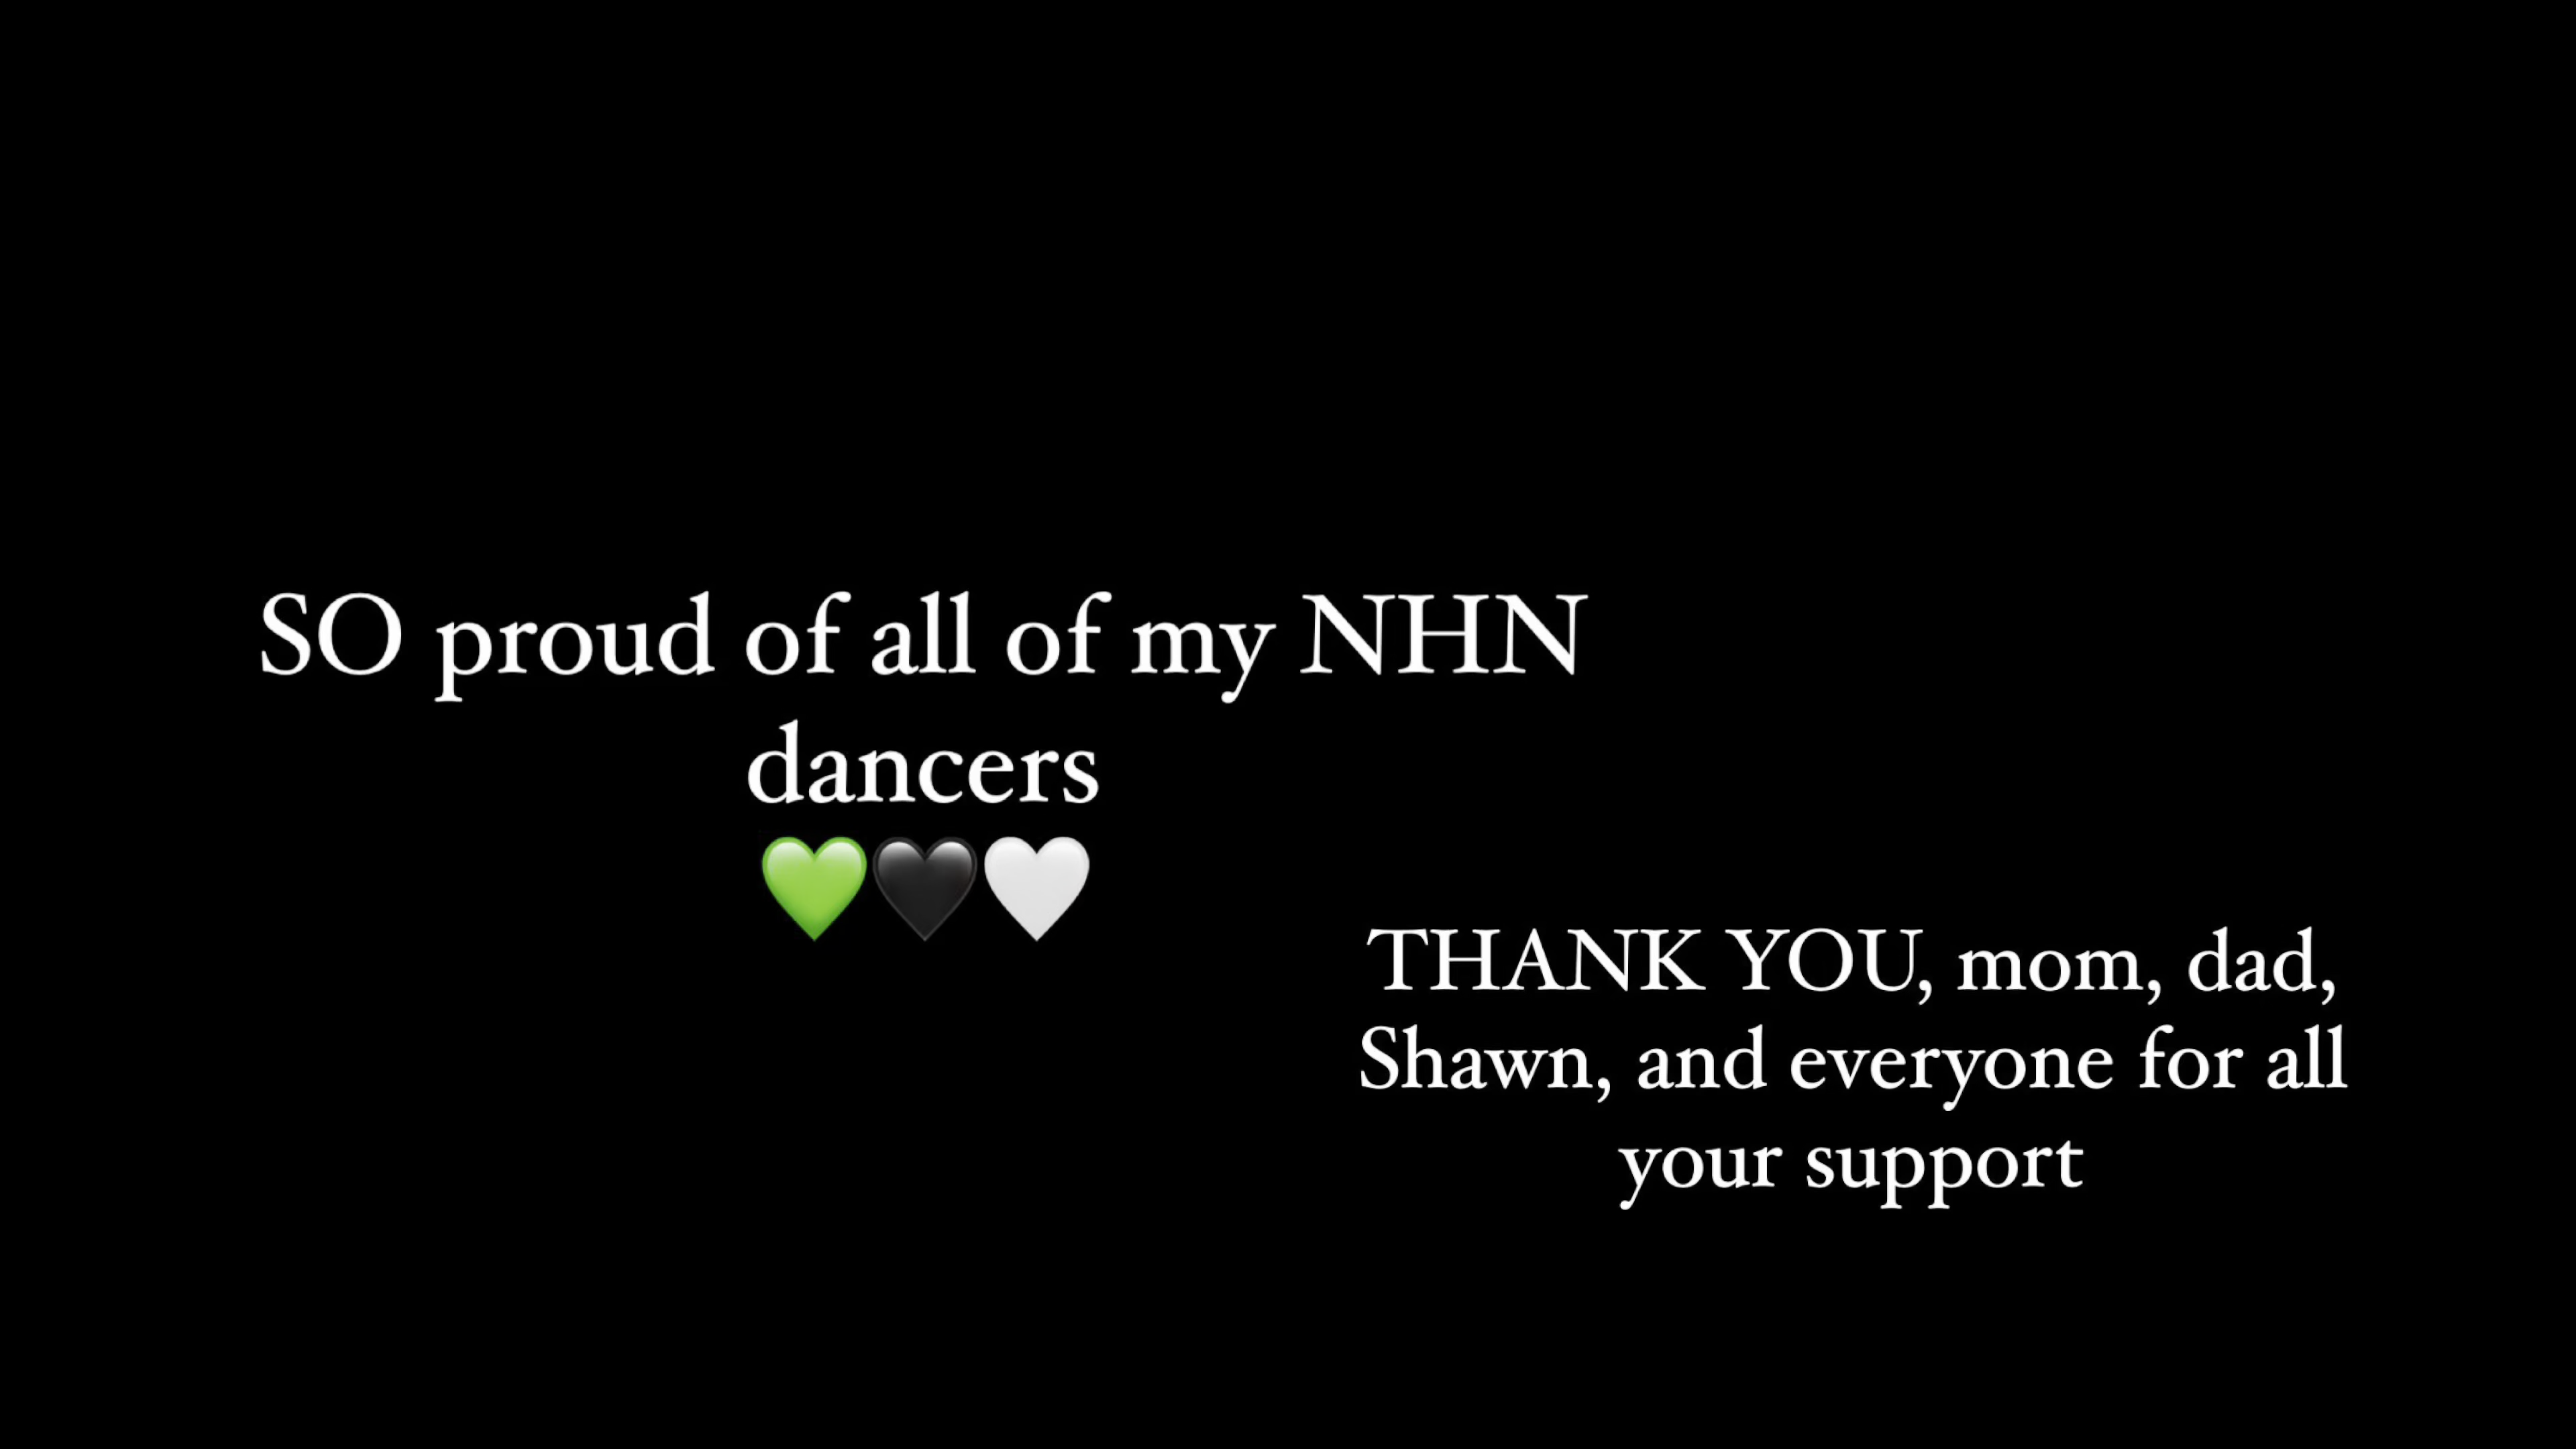 SO proud of all of my NHN
dancers
💚🖤🤍
THANK YOU, mom, dad,
Shawn, and everyone for all
your support